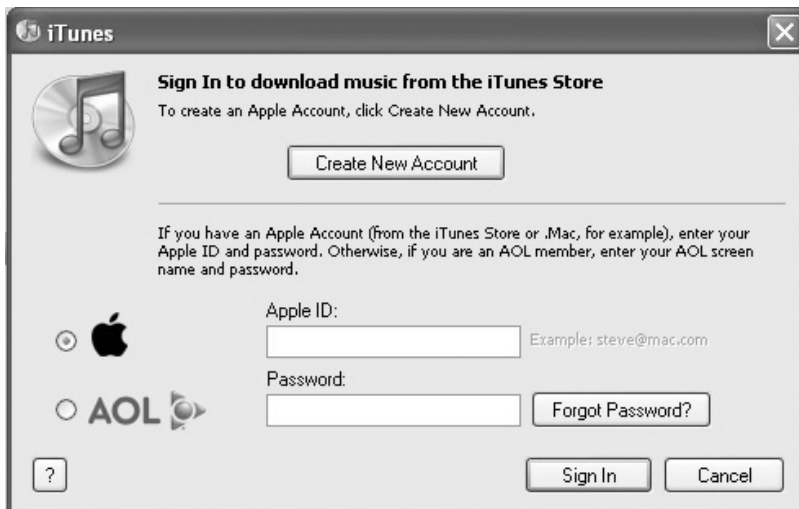 iTunes
Sign In to download music from the iTunes Store
To create an Apple Account, click Create New Account.
Create New Account
If you have an Apple Account (from the iTunes Store or .Mac, for example), enter your
Apple ID and password. Otherwise, if you are an AOL member, enter your AOL screen
name and password.
Apple ID:
Example: steve@mac.com
Password:
AOL
Forgot Password?
?
Sign In
Cancel